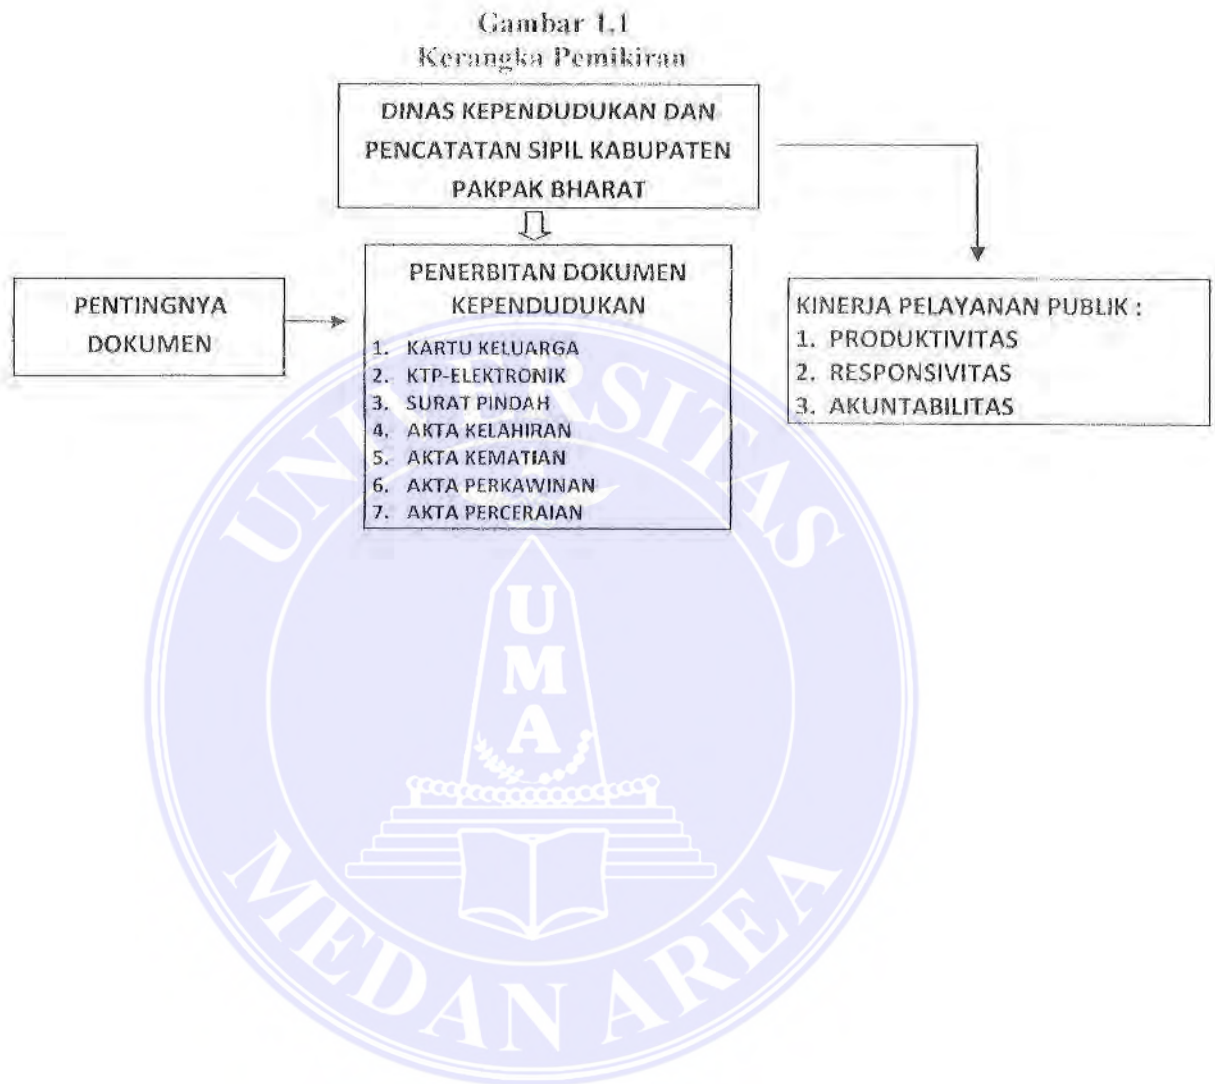 Gambar 1.1
Kerangka Pemikiran
DINAS KEPENDUDUKAN DAN
PENCATATAN SIPIL KABUPATEN
PAKPAK BHARAT
PENTINGNYA
DOKUMEN
PENERBITAN DOKUMEN
KEPENDUDUKAN
1. KARTU KELUARGA
2. KTP-ELEKTRONIK
3. SURAT PINDAH
4. AKTA KELAHIRAN
5. AKTA KEMATIAN
6. AKTA PERKAWINAN
7. AKTA PERCERAIAN
KINERJA PELAYANAN PUBLIK :
1. PRODUKTIVITAS
2. RESPONSIVITAS
3. AKUNTABILITAS
UNIVERSITAS
U
M
A
MEDAN AREA